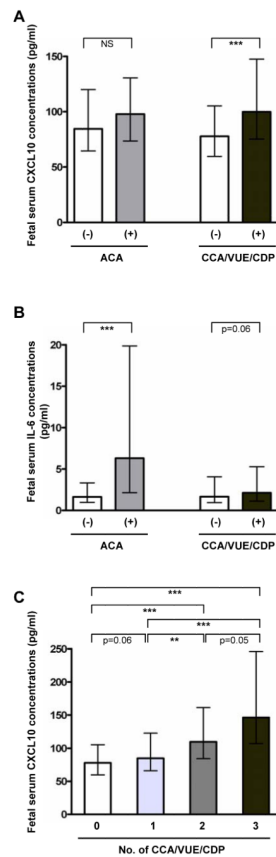 A
NS
***
Fetal serum CXCL10 concentrations (pg/ml)
150
100
50
0
(-)
(+)
(-)
(+)
ACA
CCA/VUE/CDP
B
***
p=0.06
Fetal serum IL-6 concentrations
(pg/ml)
20
15
10
5
0
(-)
(+)
(-)
(+)
ACA
CCA/VUE/CDP
C
***
***
***
p=0.06
**
p=0.05
Fetal serum CXCL10 concentrations (pg/ml)
250
200
150
100
50
0
0
1
2
3
No. of CCA/VUE/CDP